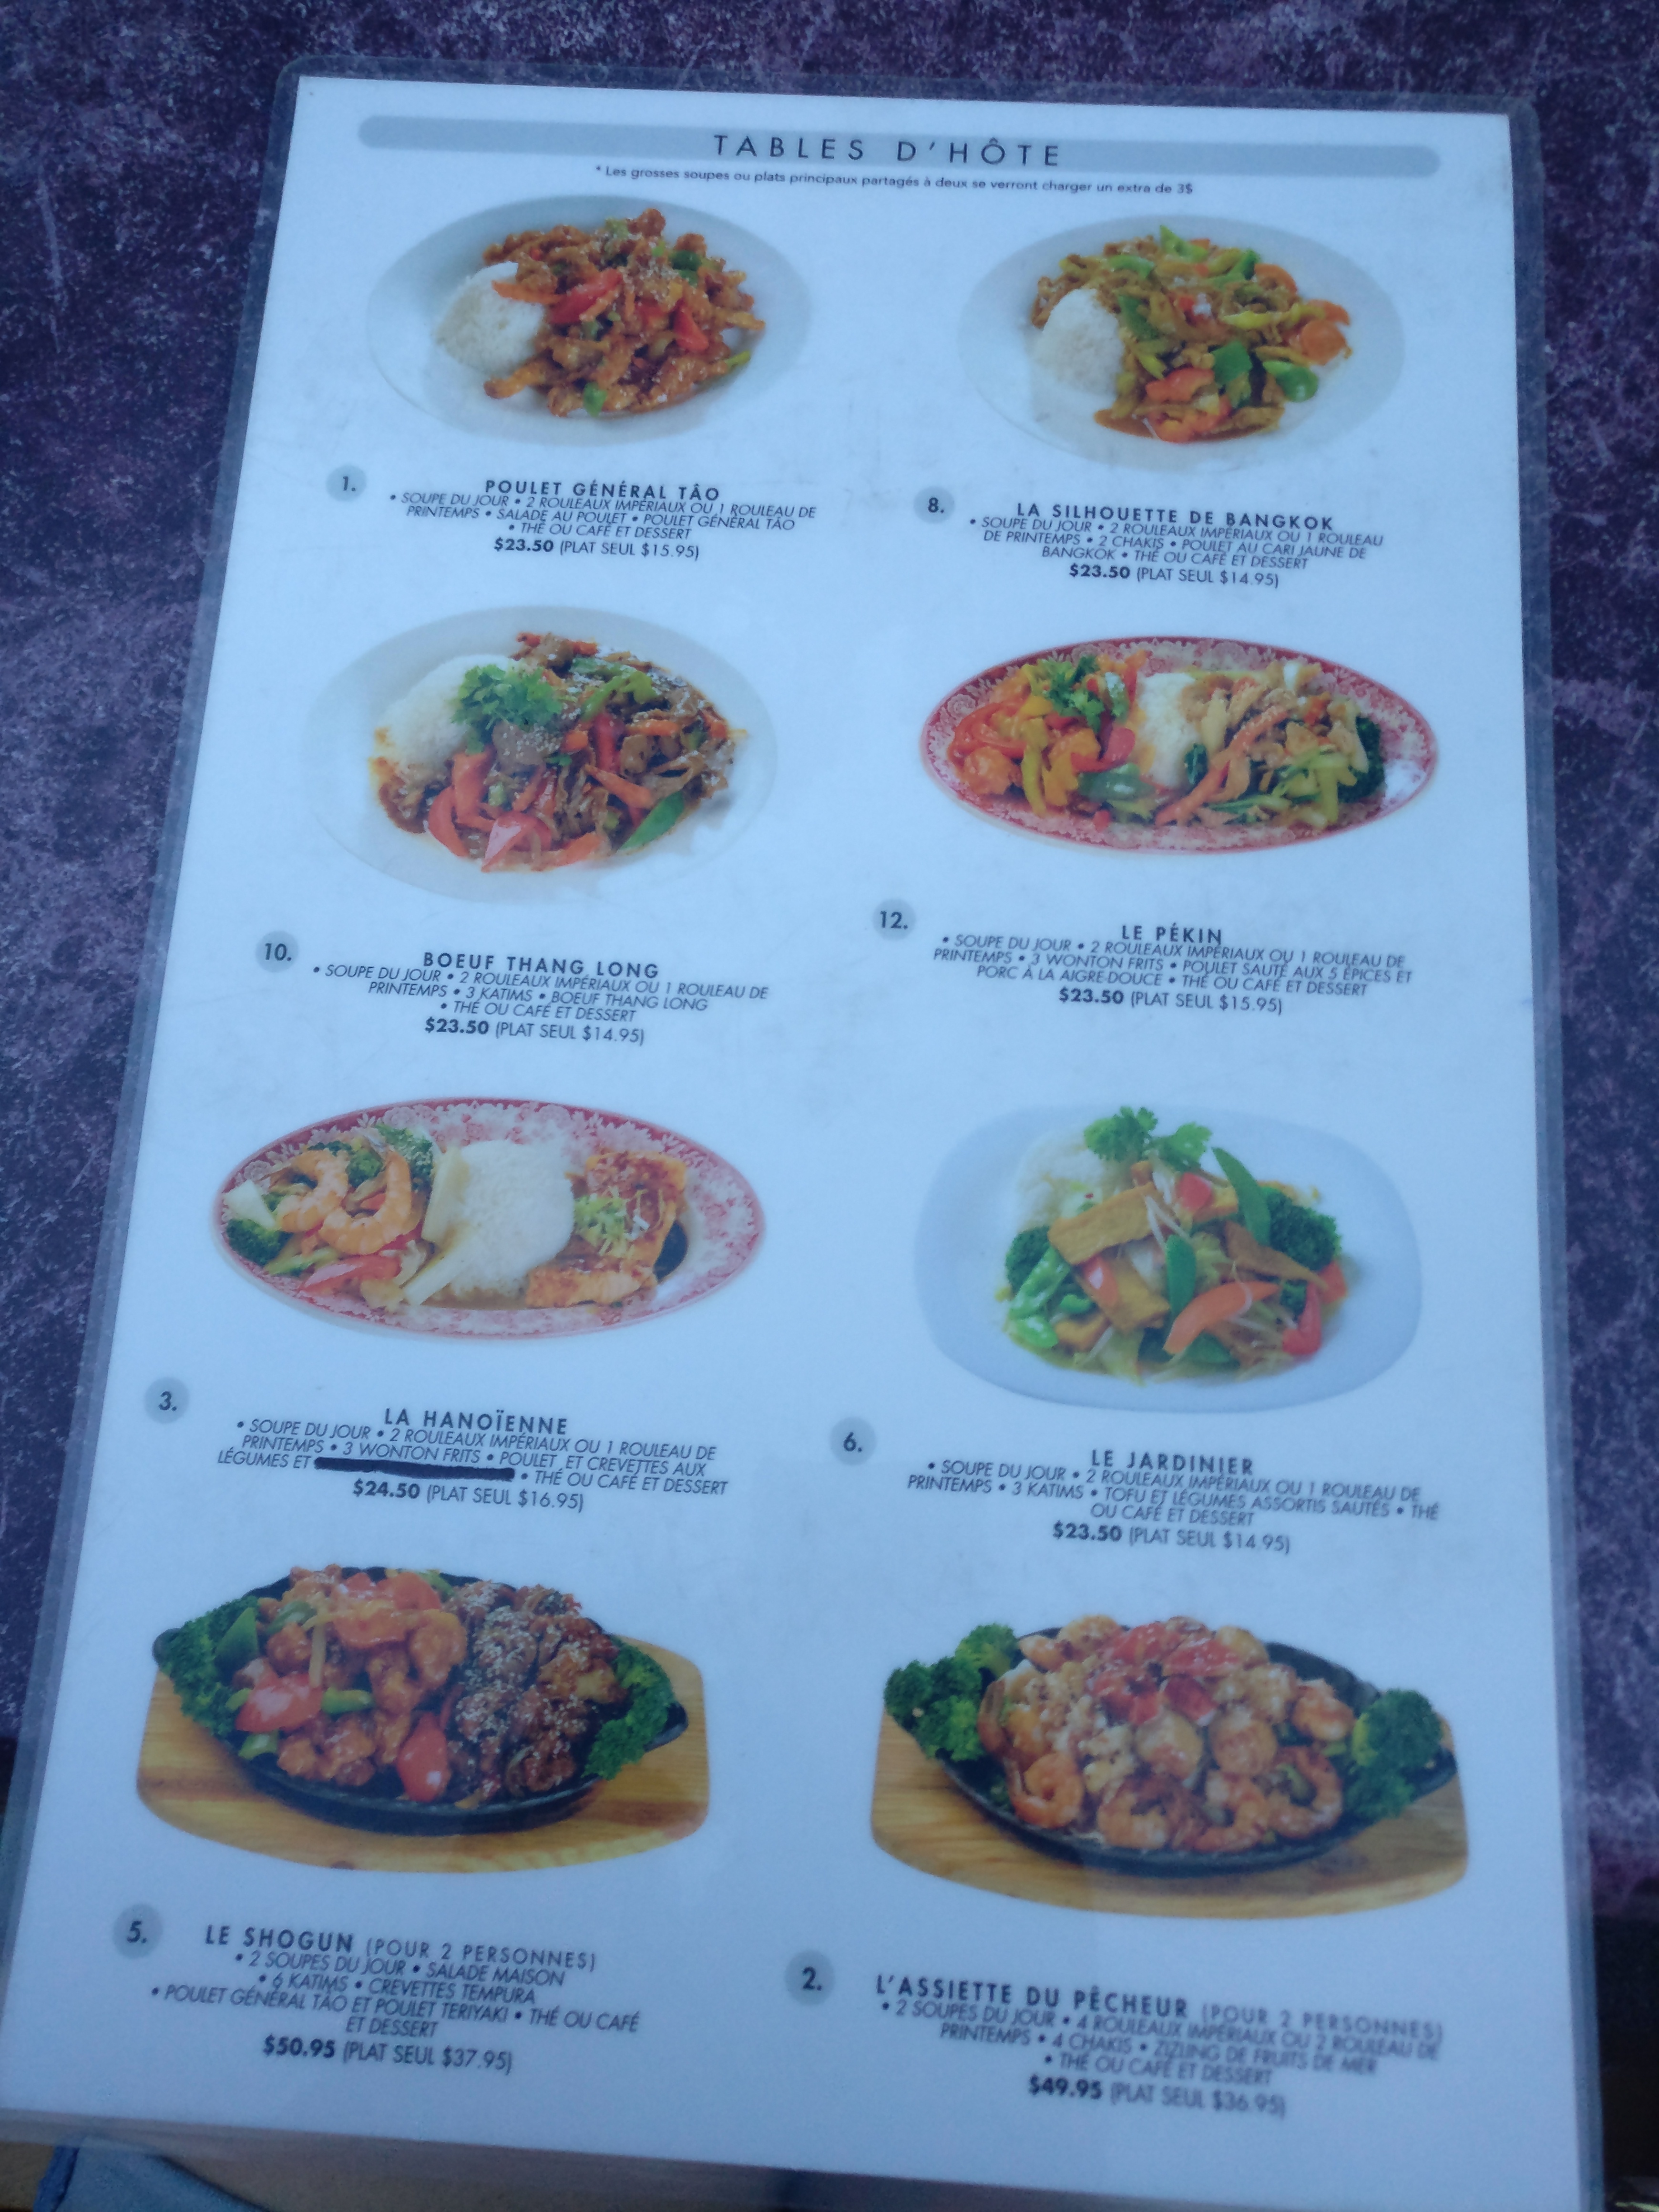 TABLES D'HÔTE
* Les grosses soupes ou plats principaux partagés à deux se verront charger un extra de 3$
1.
POULET GÉNÉRAL TÂO
• SOUPE DU JOUR • 2 ROULEAUX IMPÉRIAUX OU 1 ROULEAU DE
PRINTEMPS • SALADE AU POULET • POULET GÉNÉRAL TÂO
• THÉ OU CAFÉ ET DESSERT
$23.50 (PLAT SEUL $15.95)
8.
LA SILHOUETTE DE BANGKOK
• SOUPE DU JOUR • 2 ROULEAUX IMPÉRIAUX OU 1 ROULEAU
DE PRINTEMPS • 2 CHAKIS • POULET AU CARI JAUNE DE
BANGKOK • THÉ OU CAFÉ ET DESSERT
$23.50 (PLAT SEUL $14.95)
10.
BOEUF THANG LONG
• SOUPE DU JOUR • 2 ROULEAUX IMPÉRIAUX OU 1 ROULEAU DE
PRINTEMPS • 3 KATIMS • BOEUF THANG LONG
• THÉ OU CAFÉ ET DESSERT
$23.50 (PLAT SEUL $14.95)
12.
LE PÉKIN
• SOUPE DU JOUR • 2 ROULEAUX IMPÉRIAUX OU 1 ROULEAU DE
PRINTEMPS • 3 WONTON FRITS • POULET SAUTÉ AUX 5 ÉPICES ET
PORC À LA AIGRE-DOUCE • THÉ OU CAFÉ ET DESSERT
$23.50 (PLAT SEUL $15.95)
3.
LA HANOÏENNE
• SOUPE DU JOUR • 2 ROULEAUX IMPÉRIAUX OU 1 ROULEAU DE
PRINTEMPS • 3 WONTON FRITS • POULET ET CREVETTES AUX
LÉGUMES ET • THÉ OU CAFÉ ET DESSERT
$24.50 (PLAT SEUL $16.95)
6.
LE JARDINIER
• SOUPE DU JOUR • 2 ROULEAUX IMPÉRIAUX OU 1 ROULEAU DE
PRINTEMPS • 3 KATIMS • TOFU ET LÉGUMES ASSORTIS SAUTÉS • THÉ
OU CAFÉ ET DESSERT
$23.50 (PLAT SEUL $14.95)
5.
LE SHOGUN (POUR 2 PERSONNES)
• 2 SOUPES DU JOUR • SALADE MAISON
• 6 KATIMS • CREVETTES TEMPURA
• POULET GÉNÉRAL TÂO ET POULET TERIYAKI • THÉ OU CAFÉ
ET DESSERT
$50.95 (PLAT SEUL $37.95)
2.
L'ASSIETTE DU PÊCHEUR (POUR 2 PERSONNES)
• 2 SOUPES DU JOUR • 4 ROULEAUX IMPÉRIAUX OU 2 ROULEAU DE
PRINTEMPS • 4 CHAKIS • ZIZLING DE FRUITS DE MER
• THÉ OU CAFÉ ET DESSERT
$49.95 (PLAT SEUL $36.95)